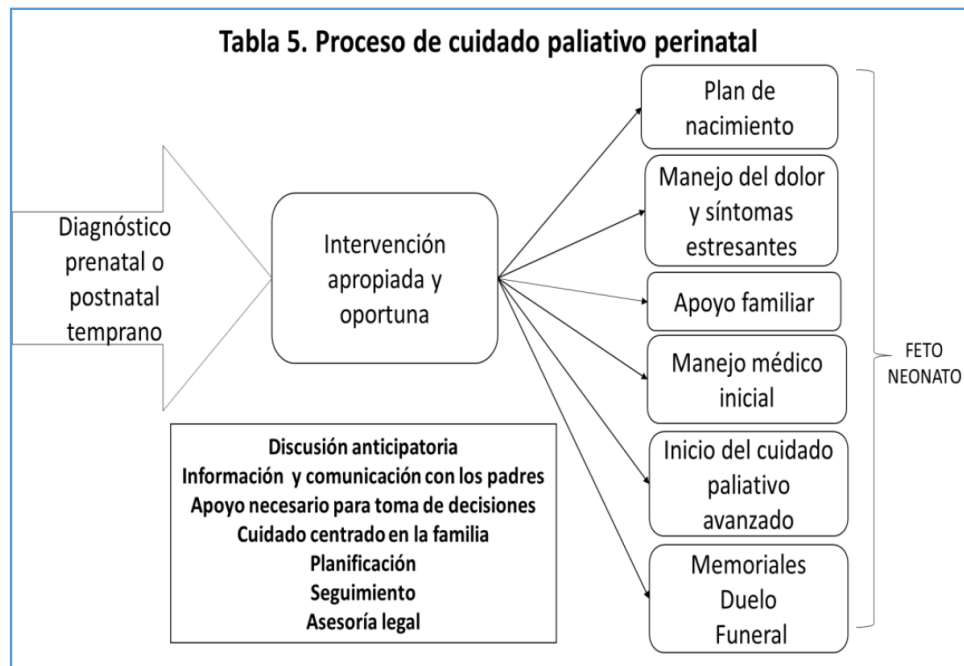 Tabla 5. Proceso de cuidado paliativo perinatal
Diagnóstico
prenatal o
postnatal
temprano
Intervención
apropiada y
oportuna
Discusión anticipatoria
Información y comunicación con los padres
Apoyo necesario para toma de decisiones
Cuidado centrado en la familia
Planificación
Seguimiento
Asesoría legal
Plan de
nacimiento
Manejo del dolor
y síntomas
estresantes
Apoyo familiar
Manejo médico
inicial
Inicio del cuidado
paliativo
avanzado
Memoriales
Duelo
Funeral
FETO
NEONATO